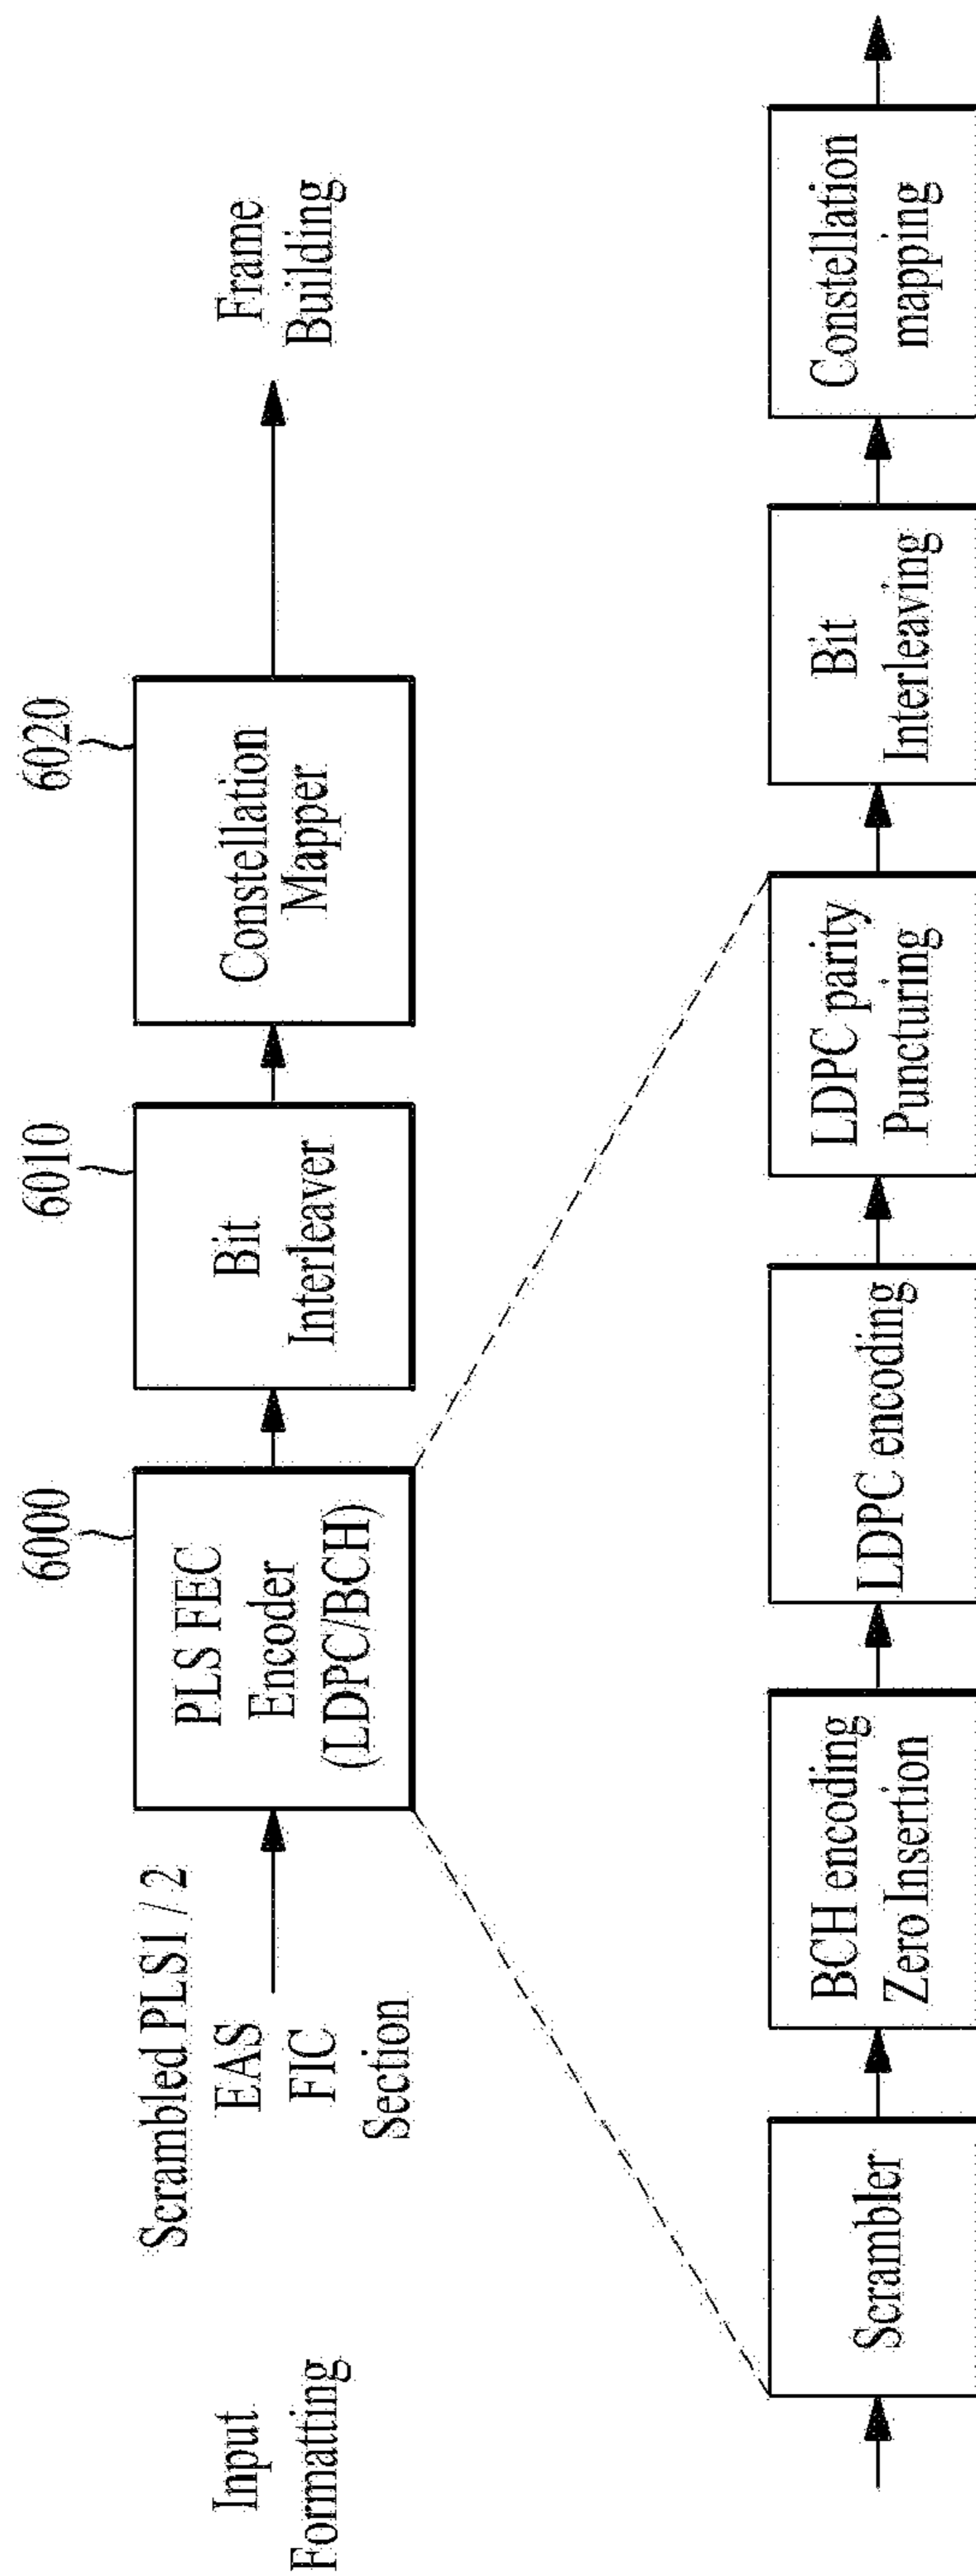 Input
Formatting
Scrambled PLS1 / 2
EAS
FIC
Section
6000
PLS FEC
Encoder
(LDPC/BCH)
6010
Bit
Interleaver
6020
Constellation
Mapper
Frame
Building
Scrambler
BCH encoding
Zero Insertion
LDPC encoding
LDPC parity
Puncturing
Bit
Interleaving
Constellation
mapping